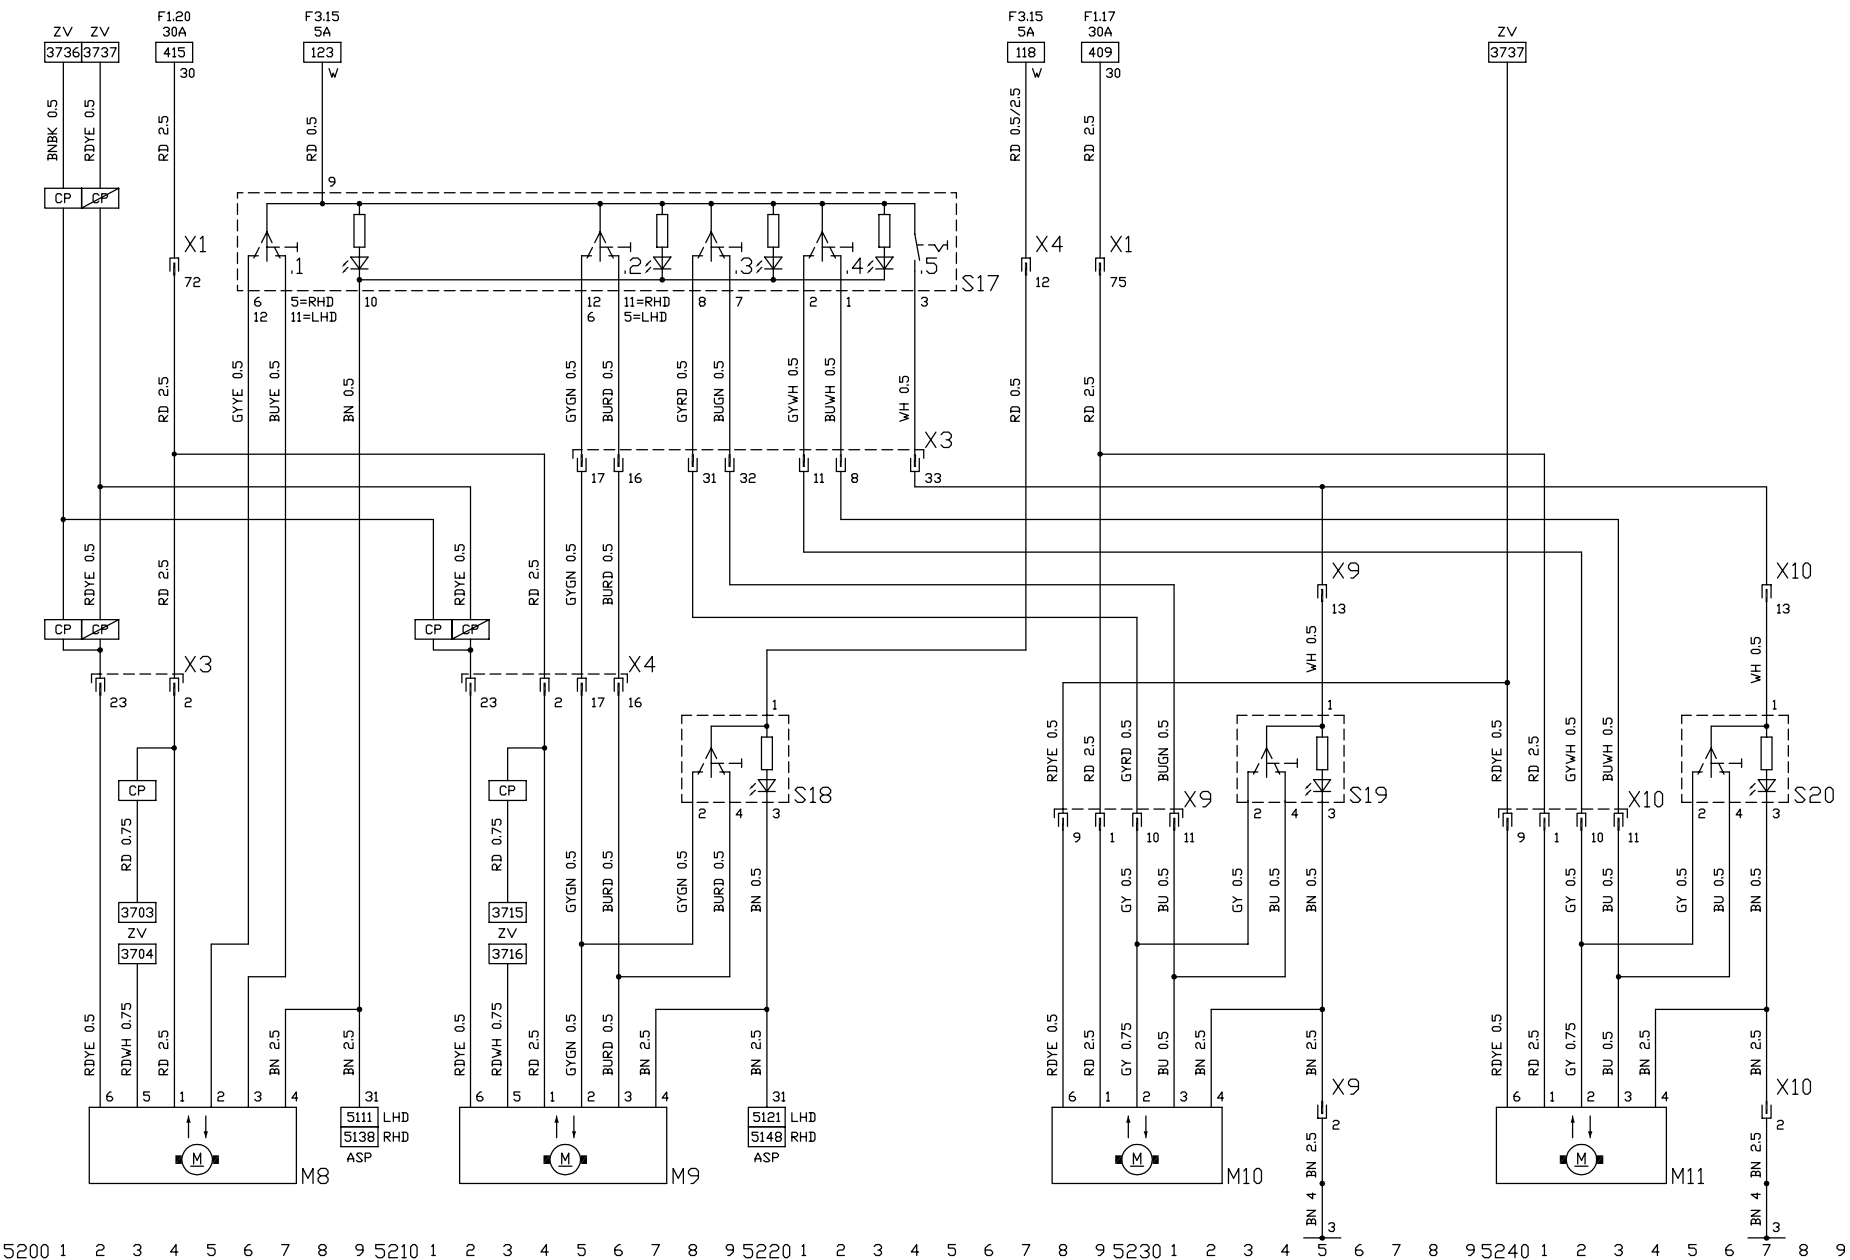 F1.20 F3.15 F3.15 F1.17
ZV ZV 30A 5A 5A 30A ZV
3736 3737 415 123 118 409 3737
30 W W 30
BNBK 0.5 RDYE 0.5 RD 2.5 RD 0.5 RD 0.5/2.5 RD 2.5
9
CP CP
X1 X4 X1
.1 .2 .3 .4 .5
72 S17 12 75
6 5=RHD 10 12 11=RHD 8 7 2 1 3
12 11=LHD 6 5=LHD
RD 2.5 GYYE 0.5 BUYE 0.5 BN 0.5 GYGN 0.5 BURD 0.5 GYRD 0.5 BUGN 0.5 GYWH 0.5 BUWH 0.5 WH 0.5 RD 0.5 RD 2.5
X3
17 16 31 32 11 8 33
RDYE 0.5 RD 2.5 RDYE 0.5 RD 2.5 GYGN 0.5 BURD 0.5
X9 X10
13 13
CP CP CP CP
WH 0.5 WH 0.5
X3 X4
23 2 23 2 17 16
1 1 1
RDYE 0.5 RD 2.5 GYRD 0.5 BUGN 0.5 RDYE 0.5 RD 2.5 GYWH 0.5 BUWH 0.5
CP CP S18 X9 S19 X10 S20
2 4 3 2 4 3 2 4 3
9 1 10 11 9 1 10 11
RD 0.75 RD 0.75 GYGN 0.5 BURD 0.5 GYGN 0.5 BURD 0.5 BN 0.5 GY 0.5 BU 0.5 GY 0.5 BU 0.5 BN 0.5 GY 0.5 BU 0.5 GY 0.5 BU 0.5 BN 0.5
3703 3715
ZV ZV
3704 3716
RDYE 0.5 RDWH 0.75 RD 2.5 BN 2.5 BN 2.5 RDYE 0.5 RDWH 0.75 RD 2.5 GYGN 0.5 BURD 0.5 BN 2.5 BN 2.5 RDYE 0.5 RD 2.5 GY 0.75 BU 0.5 BN 2.5 BN 2.5 RDYE 0.5 RD 2.5 GY 0.75 BU 0.5 BN 2.5 BN 2.5
X9 X10
6 5 1 2 3 4 31 6 5 1 2 3 4 31 6 1 2 3 4 6 1 2 3 4
5111 LHD 5121 LHD 2 2
5138 RHD 5148 RHD
ASP ASP
M M M M
BN 2.5 BN 2.5
M8 M9 M10 M11
BN 4 BN 4
3 3
5200 1 2 3 4 5 6 7 8 9 5210 1 2 3 4 5 6 7 8 9 5220 1 2 3 4 5 6 7 8 9 5230 1 2 3 4 5 6 7 8 9 5240 1 2 3 4 5 6 7 8 9